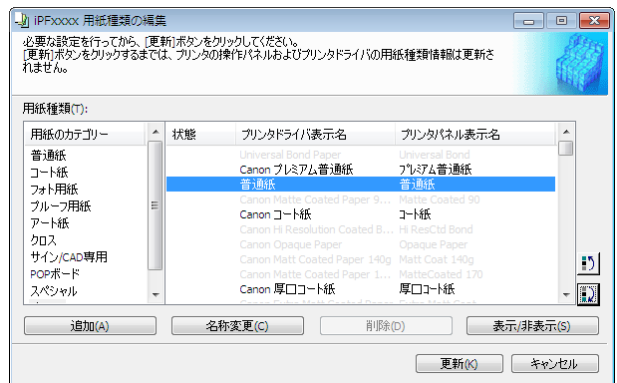 iPFxxxx 用紙種類の編集
必要な設定を行ってから、[更新]ボタンをクリックしてください。
[更新]ボタンをクリックするまでは、プリンタの操作パネルおよびプリンタドライバの用紙種類情報は更新さ
れません。
用紙種類(T):
用紙のカテゴリー 状態 プリンタドライバ表示名 プリンタパネル表示名
普通紙
コート紙
フォト用紙
プルーフ用紙
アート紙
クロス
サイン/CAD専用
POPボード
スペシャル
Universal Bond Paper Universal Bond
Canon プレミアム普通紙 プレミアム普通紙
普通紙 普通紙
Canon Matte Coated Paper 9... Matte Coated 90
Canon コート紙 コート紙
Canon Hi Resolution Coated B... Hi ResCtd Bond
Canon Opaque Paper Opaque Paper
Canon Matt Coated Paper 140g Matt Coat 140g
Canon Matte Coated Paper 1... MatteCoated 170
Canon 厚口コート紙 厚口コート紙
追加(A) 名称変更(C) 削除(D) 表示/非表示(S)
更新(K) キャンセル